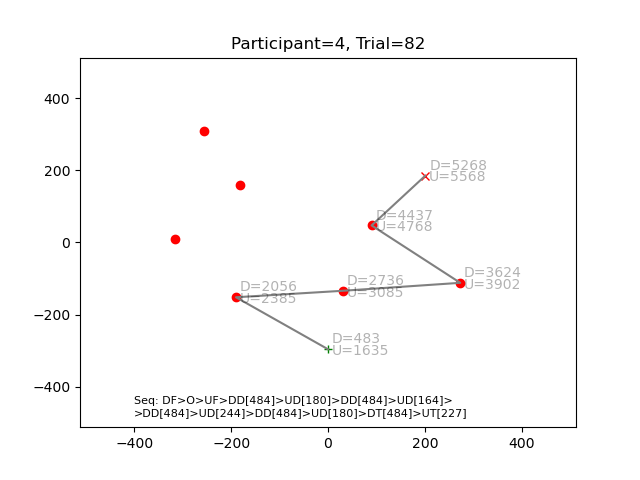 Participant=4, Trial=82
400
200
0
−200
−400
D=5268
U=5568
D=4437
U=4768
D=3624
U=3902
D=2736
U=3085
D=2056
U=2385
D=483
U=1635
Seq: DF>O>UF>DD[484]>UD[180]>DD[484]>UD[164]>
>DD[484]>UD[244]>DD[484]>UD[180]>DT[484]>UT[227]
−400 −200 0 200 400